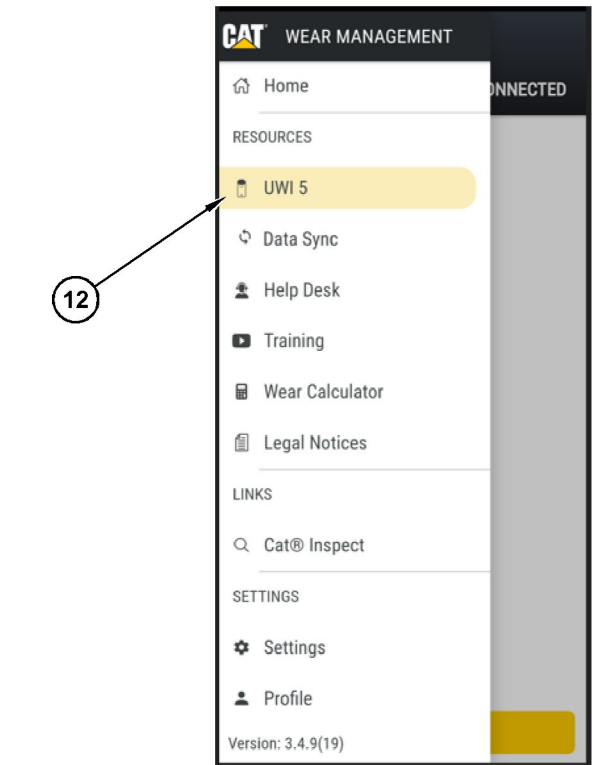 CAT WEAR MANAGEMENT
Home
ONNECTED
RESOURCES
UWI 5
Data Sync
Help Desk
Training
Wear Calculator
Legal Notices
LINKS
Cat® Inspect
SETTINGS
Settings
Profile
Version: 3.4.9(19)
12